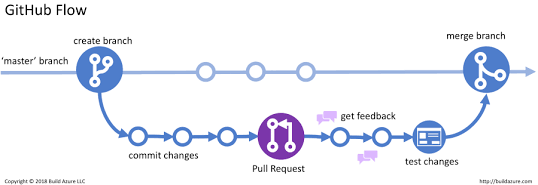 GitHub Flow
create branch
merge branch
'master' branch
get feedback
commit changes
Pull Request
test changes
Copyright © 2018 Build Azure LLC
http://buildazure.com